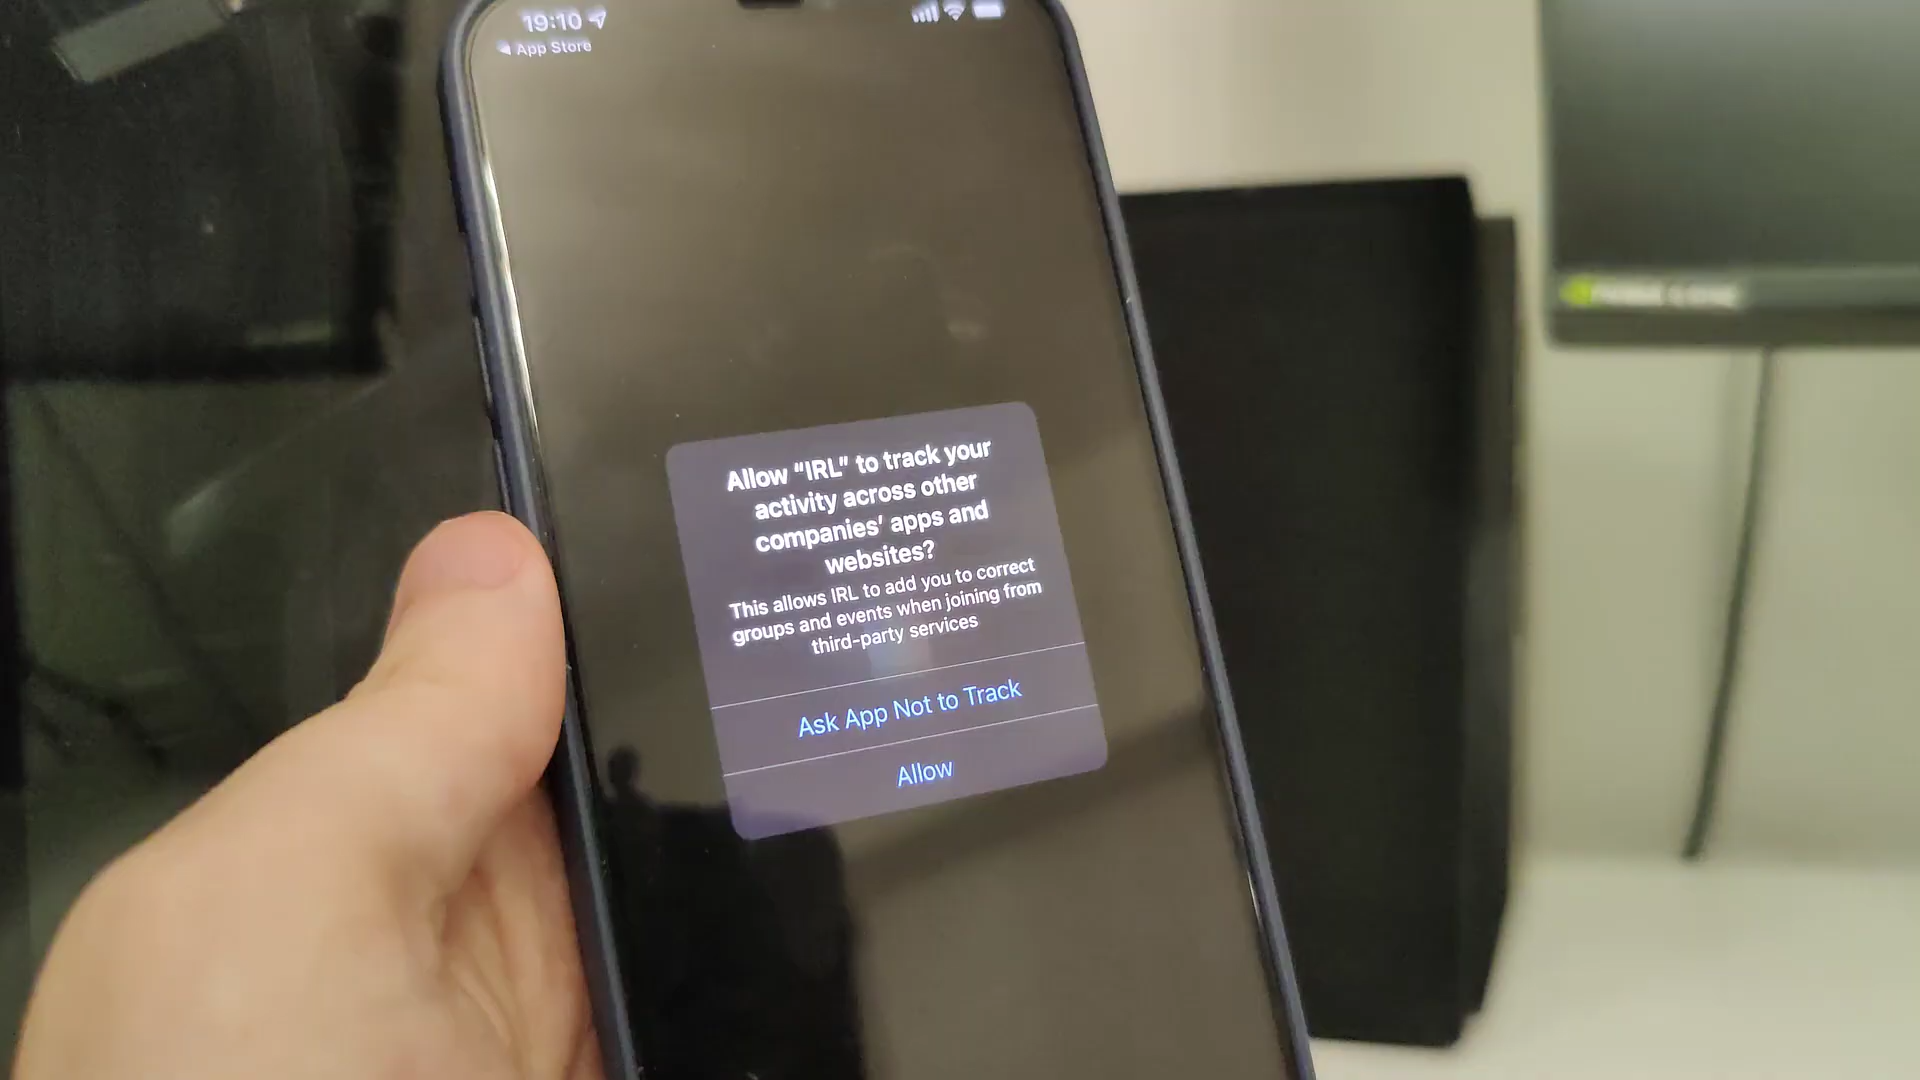 19:10
App Store
Allow “IRL” to track your
activity across other
companies’ apps and
websites?
This allows IRL to add you to correct
groups and events when joining from
third-party services
Ask App Not to Track
Allow